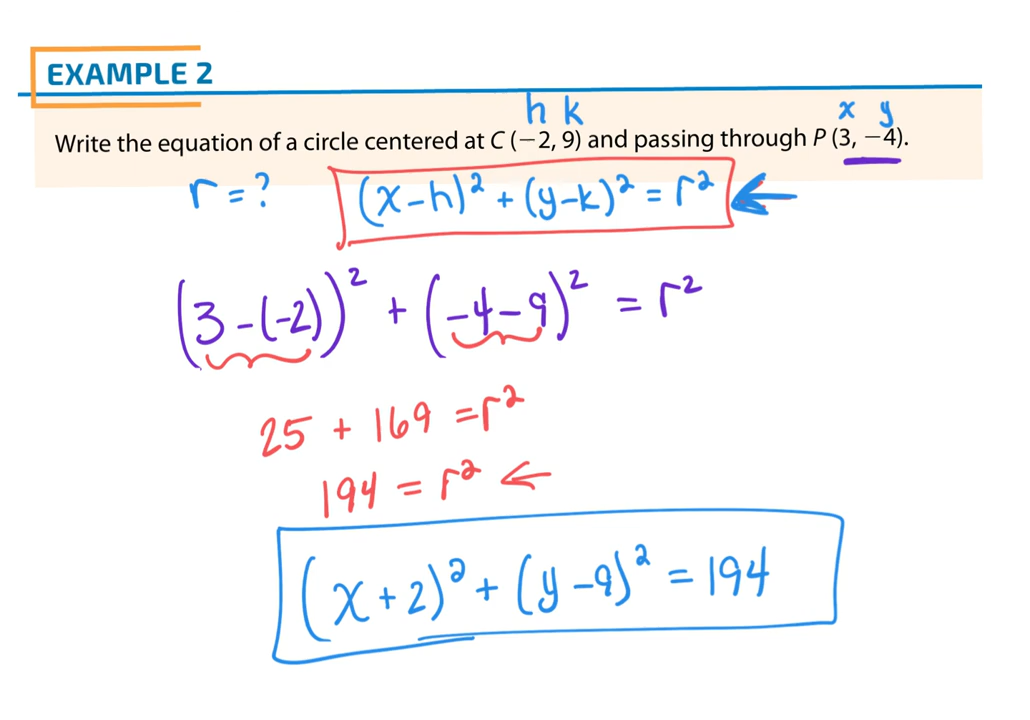 EXAMPLE 2
h k x y
Write the equation of a circle centered at C (−2, 9) and passing through P (3, −4).
r = ? (x-h)² + (y-k)² = r²
(3-(-2))² + (-4-9)² = r²
25 + 169 = r²
194 = r² ←
(x+2)² + (y-9)² = 194